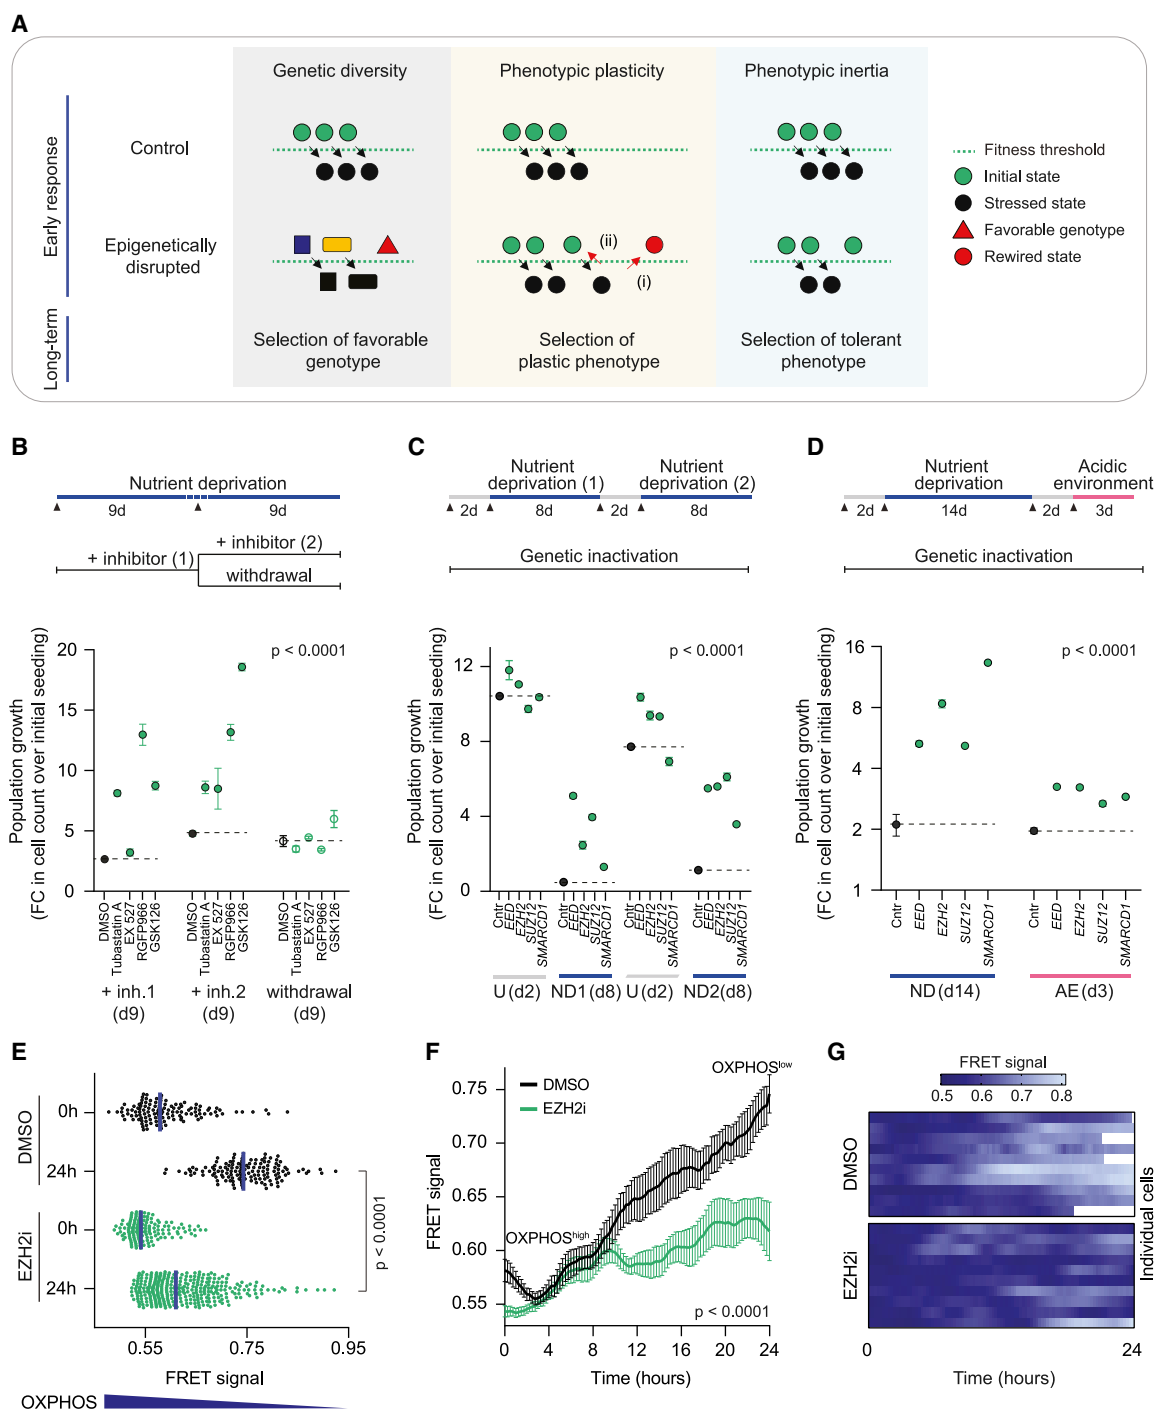 A
Genetic diversity
Phenotypic plasticity
Phenotypic inertia
Early response
Control
Epigenetically
disrupted
(ii)
(i)
Fitness threshold
Initial state
Stressed state
Favorable genotype
Rewired state
Long-term
Selection of favorable
genotype
Selection of
plastic phenotype
Selection of tolerant
phenotype
B
Nutrient deprivation
9d
9d
+ inhibitor (1)
+ inhibitor (2)
withdrawal
Population growth
(FC in cell count over initial seeding)
20
15
10
5
0
p < 0.0001
DMSO
Tubastatin A
EX 527
RGFP966
GSK126
DMSO
Tubastatin A
EX 527
RGFP966
GSK126
DMSO
Tubastatin A
EX 527
RGFP966
GSK126
+ inh.1
(d9)
+ inh.2
(d9)
withdrawal
(d9)
C
Nutrient
deprivation (1)
Nutrient
deprivation (2)
2d
8d
2d
8d
Genetic inactivation
Population growth
(FC in cell count over initial seeding)
12
8
4
0
p < 0.0001
Cntr
EED
EZH2
SUZ12
SMARCD1
Cntr
EED
EZH2
SUZ12
SMARCD1
Cntr
EED
EZH2
SUZ12
SMARCD1
Cntr
EED
EZH2
SUZ12
SMARCD1
U (d2)
ND1 (d8)
U (d2)
ND2 (d8)
D
Nutrient
deprivation
Acidic
environment
2d
14d
2d
3d
Genetic inactivation
Population growth
(FC in cell count over initial seeding)
16
8
4
2
1
p < 0.0001
Cntr
EED
EZH2
SUZ12
SMARCD1
Cntr
EED
EZH2
SUZ12
SMARCD1
ND (d14)
AE (d3)
E
DMSO
0h
24h
EZH2i
0h
24h
p < 0.0001
0.55
0.75
0.95
FRET signal
OXPHOS
F
FRET signal
0.75
0.70
0.65
0.60
0.55
DMSO
EZH2i
OXPHOSlow
OXPHOShigh
p < 0.0001
0
4
8
12
16
20
24
Time (hours)
G
FRET signal
0.5
0.6
0.7
0.8
DMSO
EZH2i
Individual cells
0
24
Time (hours)